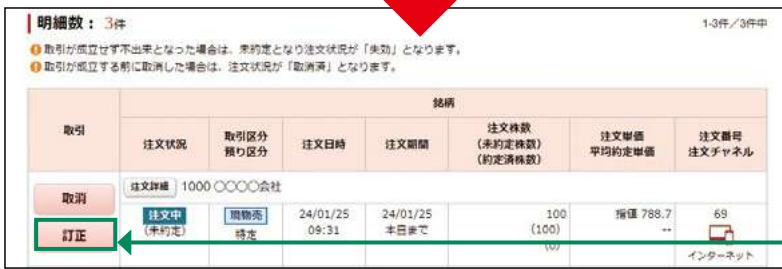 明細数： 3件
1-3件／3件中
取引が成立せず不出来となった場合は、未約定となり注文状況が「失効」となります。
取引が成立する前に取消した場合は、注文状況が「取消済」となります。
取引
銘柄
注文状況
取引区分
預り区分
注文日時
注文期間
注文株数
(未約定株数)
(約定済株数)
注文単価
平均約定単価
注文番号
注文チャネル
取消
訂正
注文詳細 1000 〇〇〇〇会社
注文中
(未約定)
現物売
特定
24/01/25
09:31
24/01/25
本日まで
100
(100)
(0)
指値 788.7
--
69
インターネット